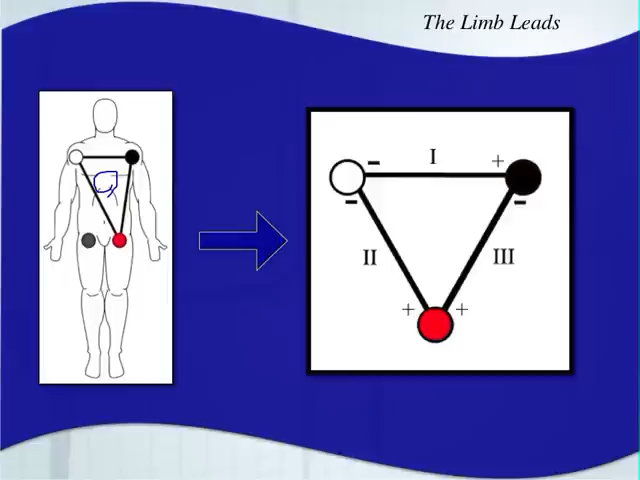 The Limb Leads
- I +
- -
II III
+ +